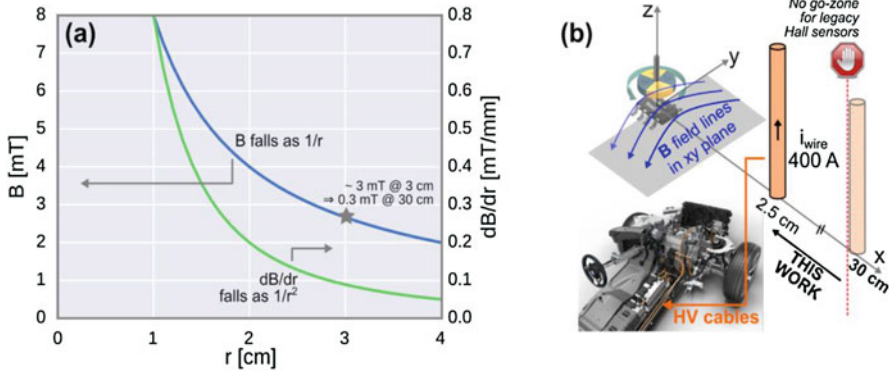 (a)
8
7
6
5
4
3
2
1
0
B [mT]
0
1
2
3
4
r [cm]
0.8
0.7
0.6
0.5
0.4
0.3
0.2
0.1
0.0
dB/dr [mT/mm]
B falls as 1/r
~ 3 mT @ 3 cm
⇒ 0.3 mT @ 30 cm
dB/dr
falls as 1/r²
(b)
z
y
x
B field lines
in xy plane
No go-zone
for legacy
Hall sensors
i_wire
400 A
2.5 cm
//
30 cm
THIS
WORK
HV cables